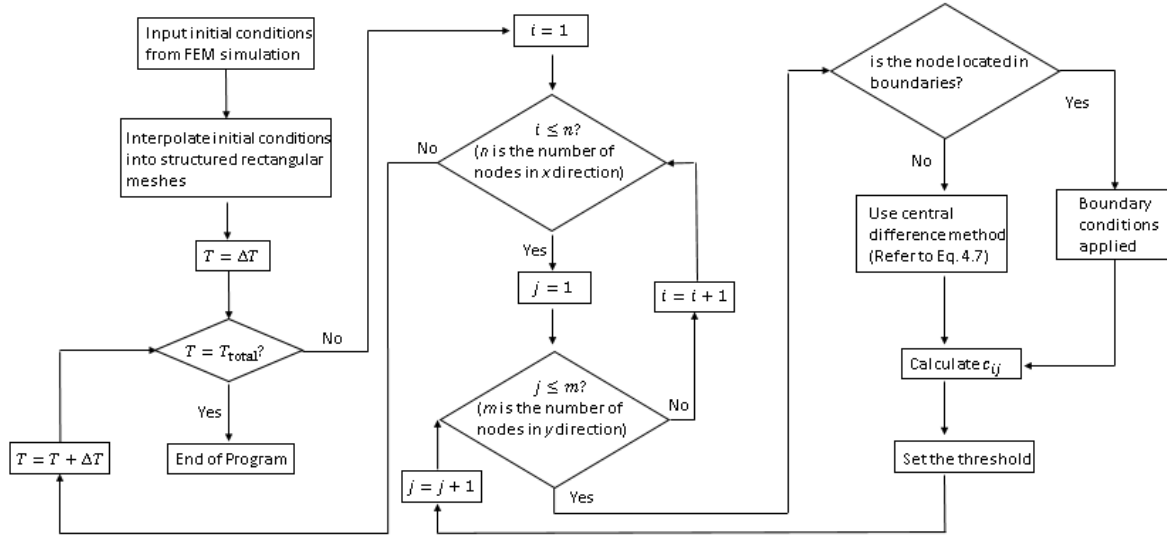 Input initial conditions
from FEM simulation
Interpolate initial conditions
into structured rectangular
meshes
T = ΔT
T = T_total?
No
Yes
End of Program
T = T + ΔT
i = 1
i ≤ n?
(n is the number of
nodes in x direction)
No
Yes
j = 1
i = i + 1
j ≤ m?
(m is the number of
nodes in y direction)
No
Yes
j = j + 1
is the node located in
boundaries?
Yes
No
Use central
difference method
(Refer to Eq. 4.7)
Boundary
conditions
applied
Calculate c_ij
Set the threshold